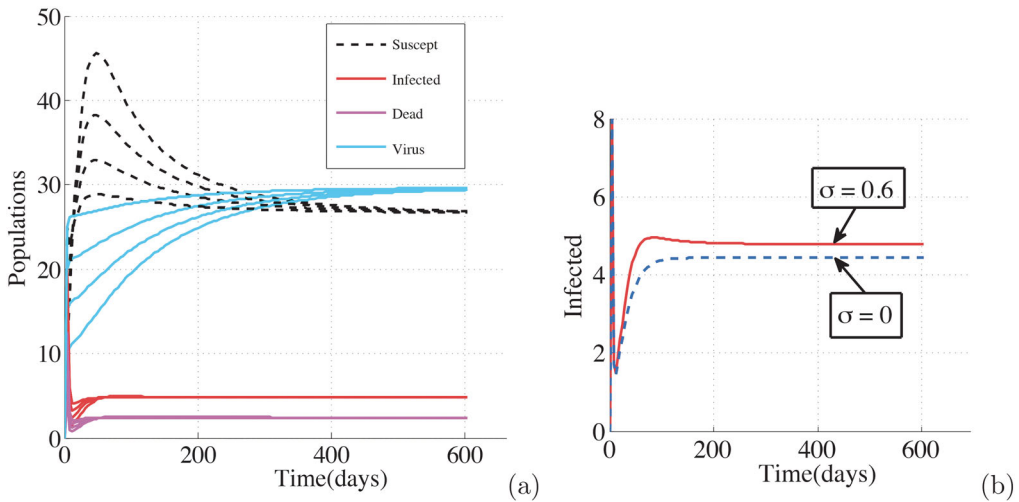 50
40
30
20
10
0
Populations
Suscept
Infected
Dead
Virus
0
200
400
600
Time(days)
(a)
8
6
4
2
0
Infected
σ = 0.6
σ = 0
0
200
400
600
Time(days)
(b)